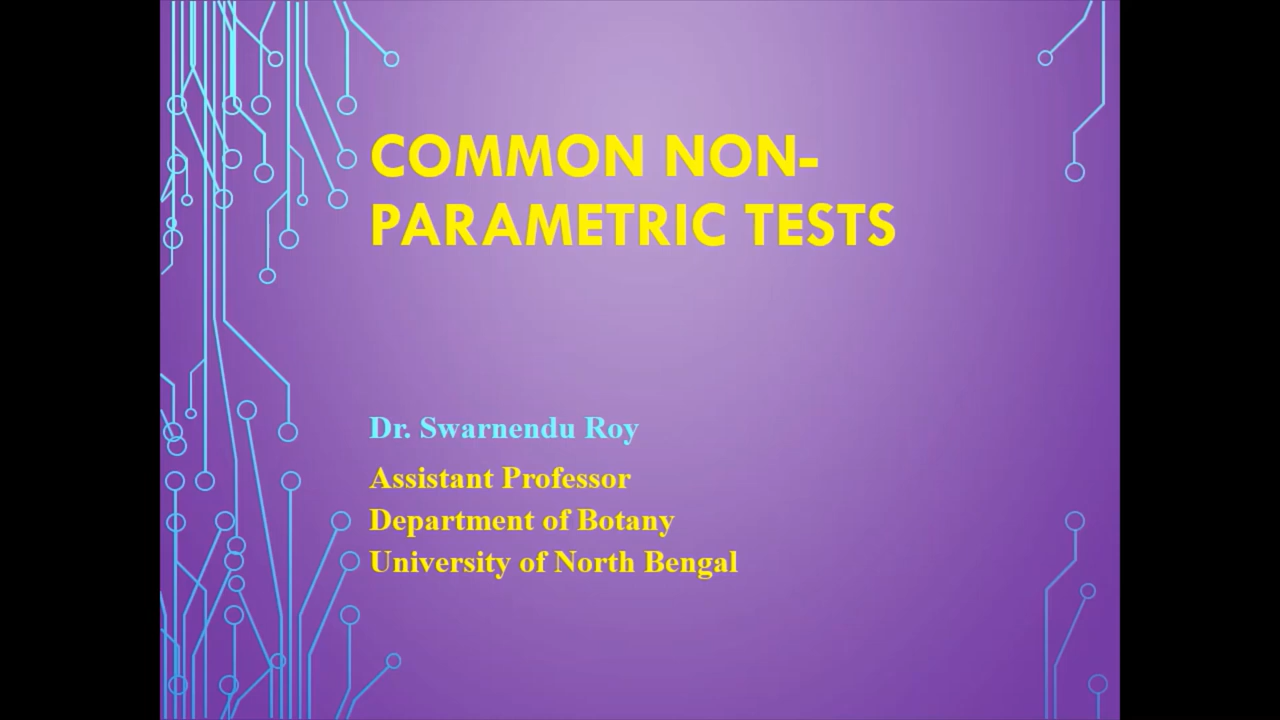 COMMON NON-
PARAMETRIC TESTS
Dr. Swarnendu Roy
Assistant Professor
Department of Botany
University of North Bengal